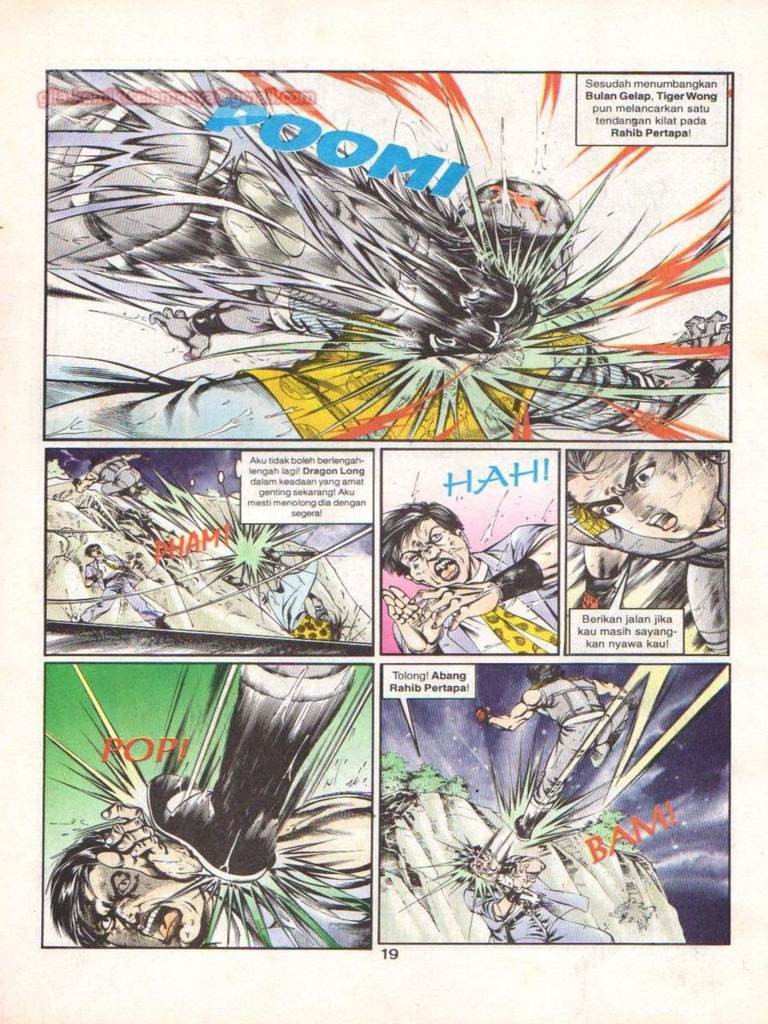 POOM!
Sesudah menumbangkan
Bulan Gelap, Tiger Wong
pun melancarkan satu
tendangan kilat pada
Rahib Pertapa!
Aku tidak boleh berlengah-
lengah lagi! Dragon Long
dalam keadaan yang amat
genting sekarang! Aku
mesti menolong dia dengan
segera!
PHAM!
HAH!
Berikan jalan jika
kau masih sayang-
kan nyawa kau!
POP!
Tolong! Abang
Rahib Pertapa!
BAM!
19